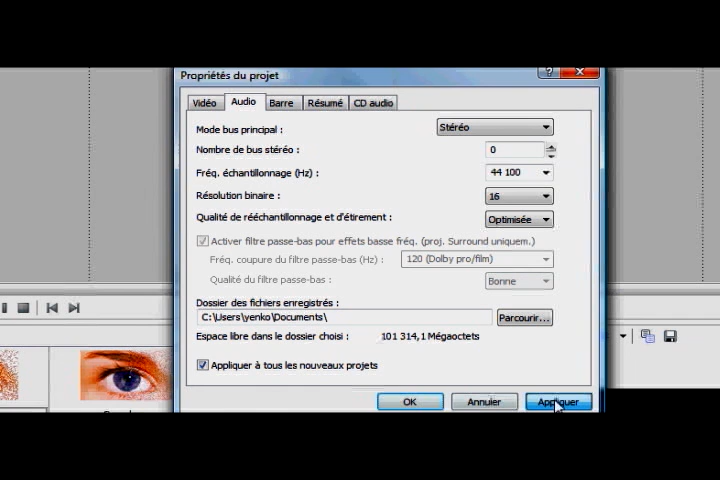 Propriétés du projet
Vidéo Audio Barre Résumé CD audio
Mode bus principal : Stéréo
Nombre de bus stéréo : 0
Fréq. échantillonnage (Hz) : 44 100
Résolution binaire : 16
Qualité de rééchantillonnage et d'étirement : Optimisée
Activer filtre passe-bas pour effets basse fréq. (proj. Surround uniquem.)
Fréq. coupure du filtre passe-bas (Hz) : 120 (Dolby pro/film)
Qualité du filtre passe-bas : Bonne
Dossier des fichiers enregistrés :
C:\Users\yenko\Documents\ Parcourir...
Espace libre dans le dossier choisi : 101 314,1 Mégaoctets
Appliquer à tous les nouveaux projets
OK Annuler Appliquer